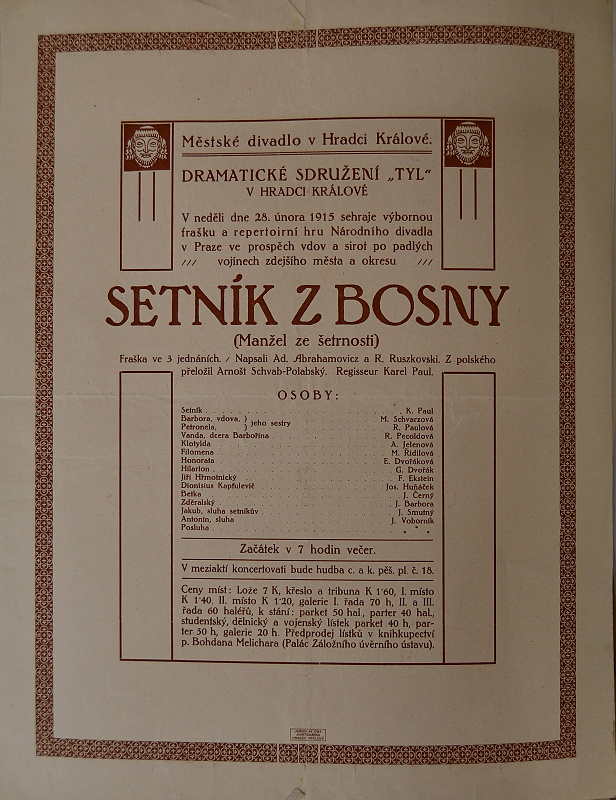 Městské divadlo v Hradci Králové.
DRAMATICKÉ SDRUŽENÍ „TYL“
V HRADCI KRÁLOVÉ
V neděli dne 28. února 1915 sehraje výbornou
frašku a repertoirní hru Národního divadla
v Praze ve prospěch vdov a sirot po padlých
/// vojínech zdejšího města a okresu ///
SETNÍK Z BOSNY
(Manžel ze šetrnosti)
Fraška ve 3 jednáních. / Napsali Ad. Abrahamovicz a R. Ruszkovski. Z polského
přeložil Arnošt Schvab-Polabský. Regisseur Karel Paul.
OSOBY:
Setník . . . K. Paul
Barbora, vdova, ) jeho sestry . . . M. Schvarzová
Petronela, ) . . . R. Paulová
Vanda, dcera Barbořina . . . R. Pecoldová
Klotylda . . . A. Jelenová
Filomena . . . M. Řidilová
Honorata . . . E. Dvořáková
Hilarion . . . G. Dvořák
Jiří Hřmotnický . . . F. Ekstein
Dionisius Kapfulevič . . . Jos. Huňáček
Betka . . . J. Černý
Zděralský . . . J. Barbora
Jakub, sluha setníkův . . . J. Smutný
Antonín, sluha . . . J. Voborník
Posluha . . . * * *
Začátek v 7 hodin večer.
V meziaktí koncertovati bude hudba c. a k. pěš. pl. č. 18.
Ceny míst: Lože 7 K, křeslo a tribuna K 1·60, I. místo
K 1·40, II. místo K 1·20, galerie I. řada 70 h, II. a III.
řada 60 haléřů, k stání: parket 50 hal, parter 40 hal.,
studentský, dělnický a vojenský lístek parket 40 h, par-
ter 30 h, galerie 20 h. Předprodej lístků v knihkupectví
p. Bohdana Melichara (Palác Záložního úvěrního ústavu).
HRADEC KRÁLOVÉ